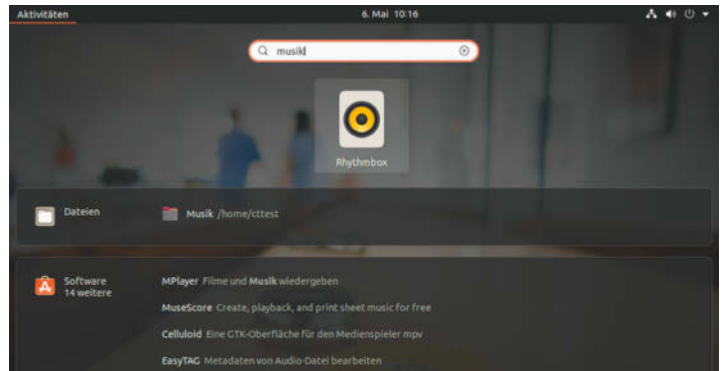 Aktivitäten
6. Mai 10:16
musik
Rhythmbox
Dateien
Musik /home/cttest
Software
14 weitere
MPlayer Filme und Musik wiedergeben
MuseScore Create, playback, and print sheet music for free
Celluloid Eine GTK-Oberfläche für den Medienspieler mpv
EasyTAG Metadaten von Audio-Datei bearbeiten